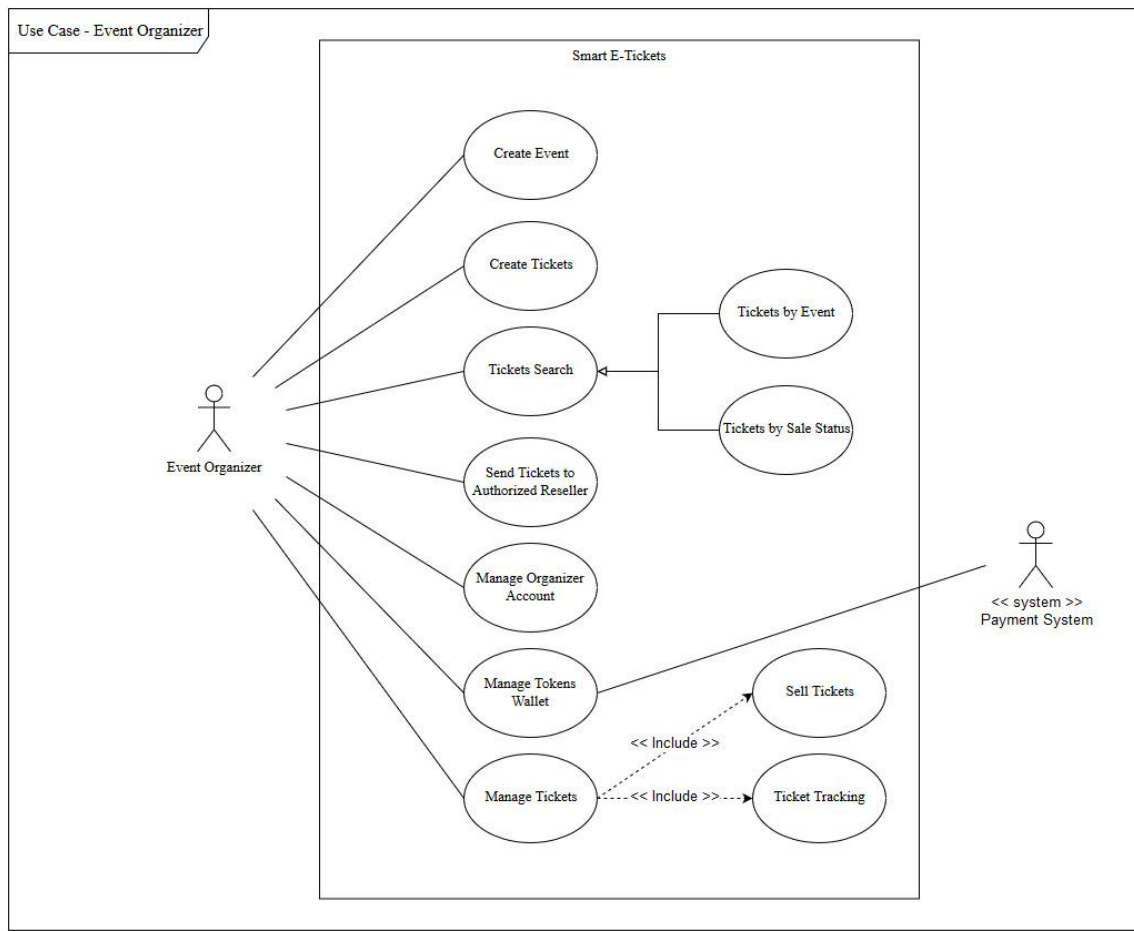 Use Case - Event Organizer
Smart E-Tickets
Create Event
Create Tickets
Tickets by Event
Tickets Search
Tickets by Sale Status
Event Organizer
Send Tickets to
Authorized Reseller
Manage Organizer
Account
<< system >>
Payment System
Manage Tokens
Wallet
Sell Tickets
<< Include >>
Manage Tickets
<< Include >>
Ticket Tracking